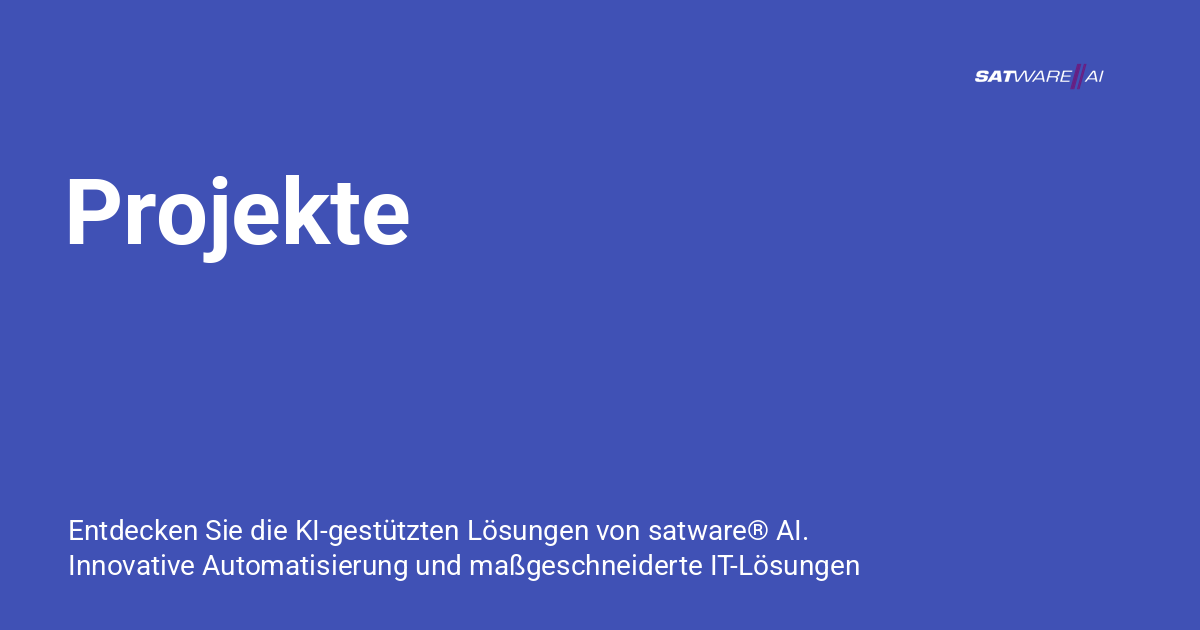 SATWARE//AI
Projekte
Entdecken Sie die KI-gestützten Lösungen von satware® AI.
Innovative Automatisierung und maßgeschneiderte IT-Lösungen